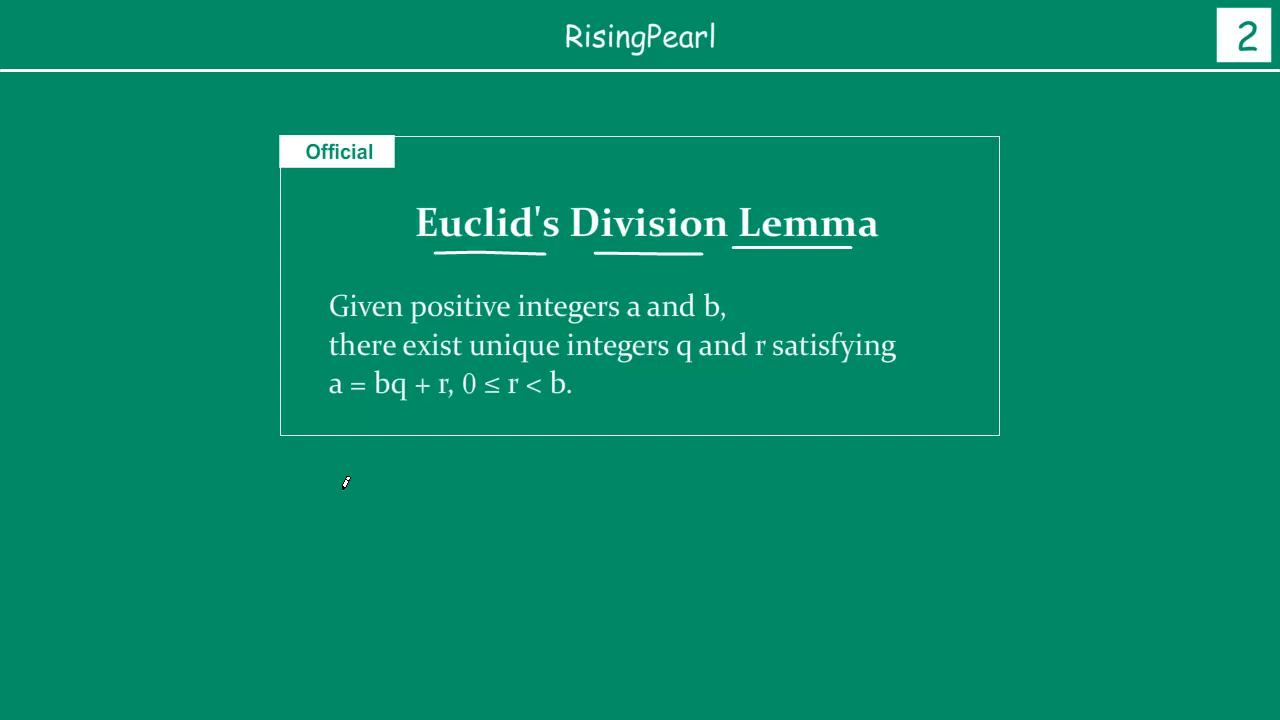 RisingPearl
2
Official
Euclid's Division Lemma
Given positive integers a and b,
there exist unique integers q and r satisfying
a = bq + r, 0 ≤ r < b.